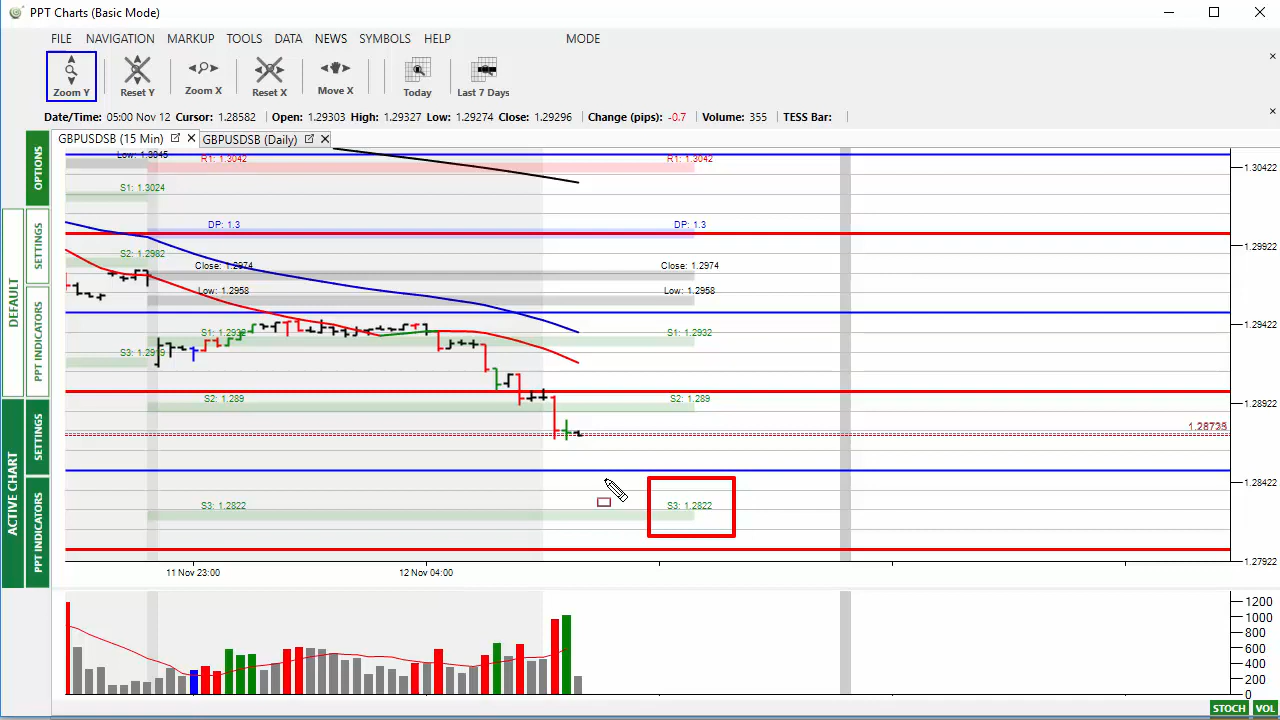 PPT Charts (Basic Mode)
FILE NAVIGATION MARKUP TOOLS DATA NEWS SYMBOLS HELP MODE
Zoom Y Reset Y Zoom X Reset X Move X Today Last 7 Days
Date/Time: 05:00 Nov 12 Cursor: 1.28582 Open: 1.29303 High: 1.29327 Low: 1.29274 Close: 1.29296 Change (pips): -0.7 Volume: 355 TESS Bar:
GBPUSDSB (15 Min) GBPUSDSB (Daily)
OPTIONS
DEFAULT
SETTINGS
PPT INDICATORS
ACTIVE CHART
SETTINGS
PPT INDICATORS
Low: 1.3045
R1: 1.3042 R1: 1.3042
1.30422
S1: 1.3024
DP: 1.3 DP: 1.3
1.29922
S2: 1.2982
Close: 1.2974 Close: 1.2974
Low: 1.2958 Low: 1.2958
1.29422
S1: 1.2932 S1: 1.2932
S3: 1.2919
S2: 1.289 S2: 1.289
1.28922
1.28422
S3: 1.2822 S3: 1.2822
1.27922
11 Nov 23:00 12 Nov 04:00
1200
1000
800
600
400
200
0
STOCH VOL